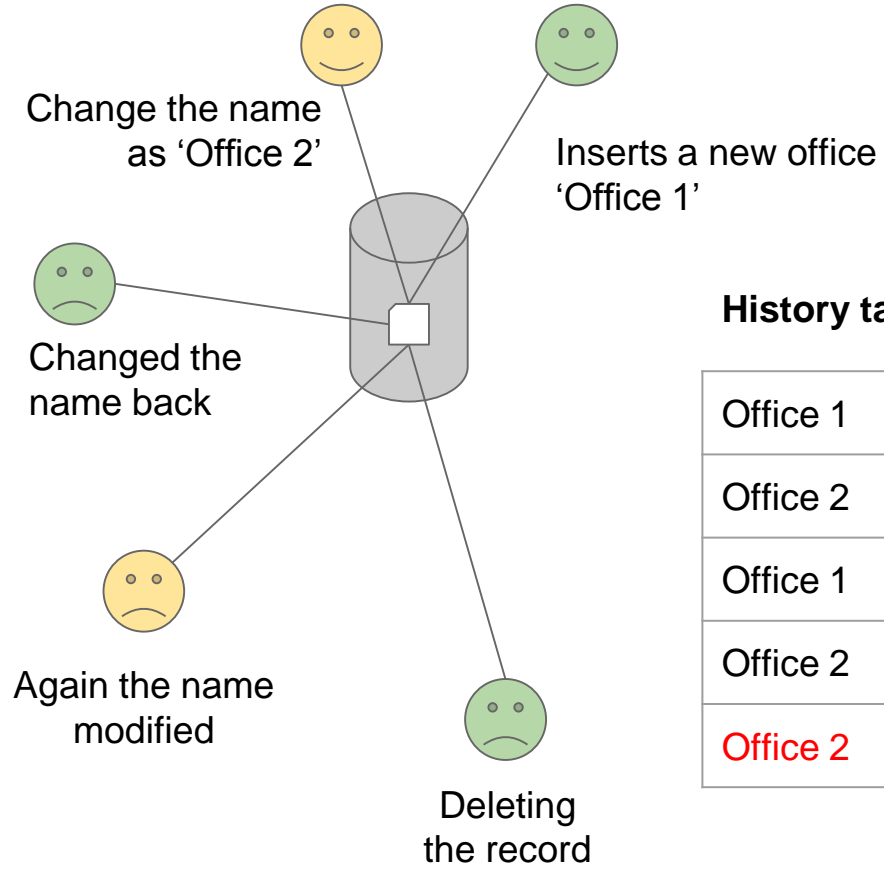 Change the name
as ‘Office 2’
Inserts a new office
‘Office 1’
Changed the
name back
Again the name
modified
Deleting
the record
History ta
Office 1
Office 2
Office 1
Office 2
Office 2